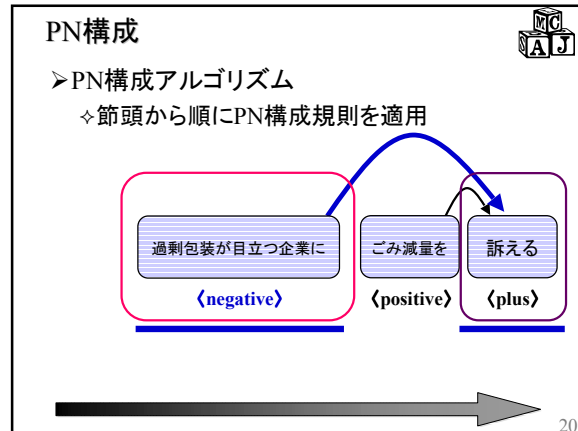 PN構成
MC
AJ
➢PN構成アルゴリズム
✧節頭から順にPN構成規則を適用
過剰包装が目立つ企業に
ごみ減量を
訴える
〈negative〉
〈positive〉
〈plus〉
20